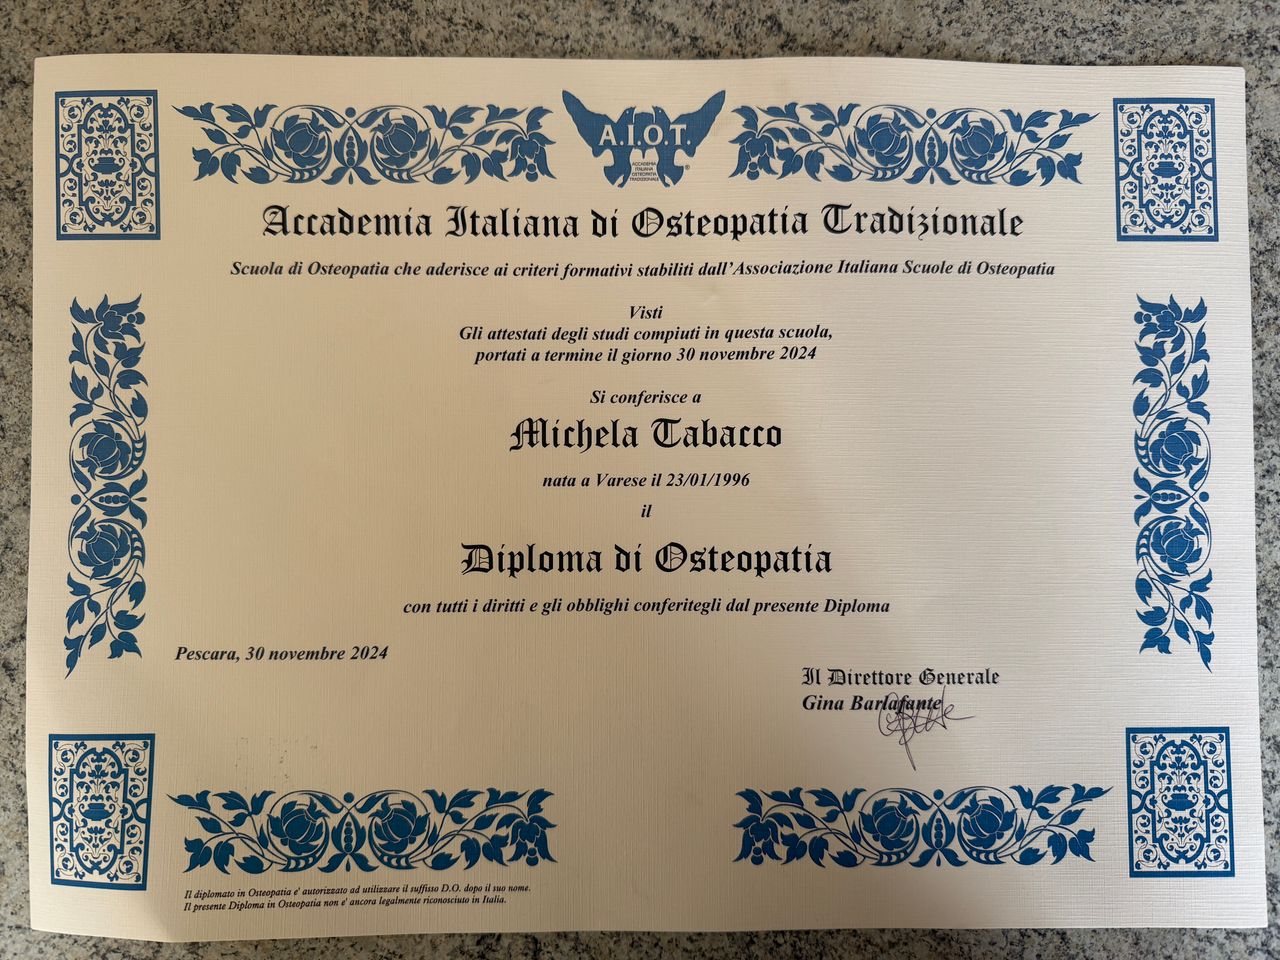 A.I.O.T.
ACCADEMIA
ITALIANA
OSTEOPATIA
TRADIZIONALE
®
Accademia Italiana di Osteopatia Tradizionale
Scuola di Osteopatia che aderisce ai criteri formativi stabiliti dall'Associazione Italiana Scuole di Osteopatia
Visti
Gli attestati degli studi compiuti in questa scuola,
portati a termine il giorno 30 novembre 2024
Si conferisce a
Michela Tabacco
nata a Varese il 23/01/1996
il
Diploma di Osteopatia
con tutti i diritti e gli obblighi conferitegli dal presente Diploma
Pescara, 30 novembre 2024
Il Direttore Generale
Gina Barlafante
Il diplomato in Osteopatia e' autorizzato ad utilizzare il suffisso D.O. dopo il suo nome.
Il presente Diploma in Osteopatia non e' ancora legalmente riconosciuto in Italia.